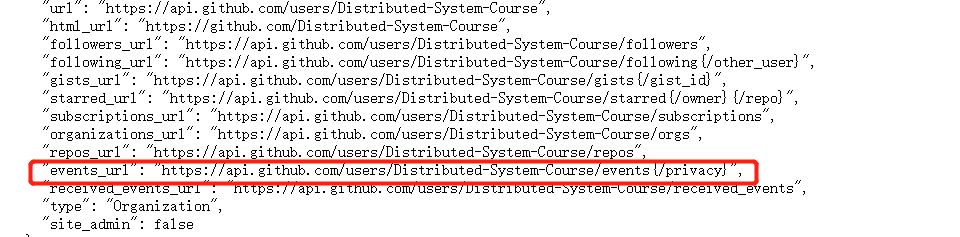 "url": "https://api.github.com/users/Distributed-System-Course",
"html_url": "https://github.com/Distributed-System-Course",
"followers_url": "https://api.github.com/users/Distributed-System-Course/followers",
"following_url": "https://api.github.com/users/Distributed-System-Course/following{/other_user}",
"gists_url": "https://api.github.com/users/Distributed-System-Course/gists{/gist_id}",
"starred_url": "https://api.github.com/users/Distributed-System-Course/starred{/owner}{/repo}",
"subscriptions_url": "https://api.github.com/users/Distributed-System-Course/subscriptions",
"organizations_url": "https://api.github.com/users/Distributed-System-Course/orgs",
"repos_url": "https://api.github.com/users/Distributed-System-Course/repos",
"events_url": "https://api.github.com/users/Distributed-System-Course/events{/privacy}",
"received_events_url": "https://api.github.com/users/Distributed-System-Course/received_events",
"type": "Organization",
"site_admin": false